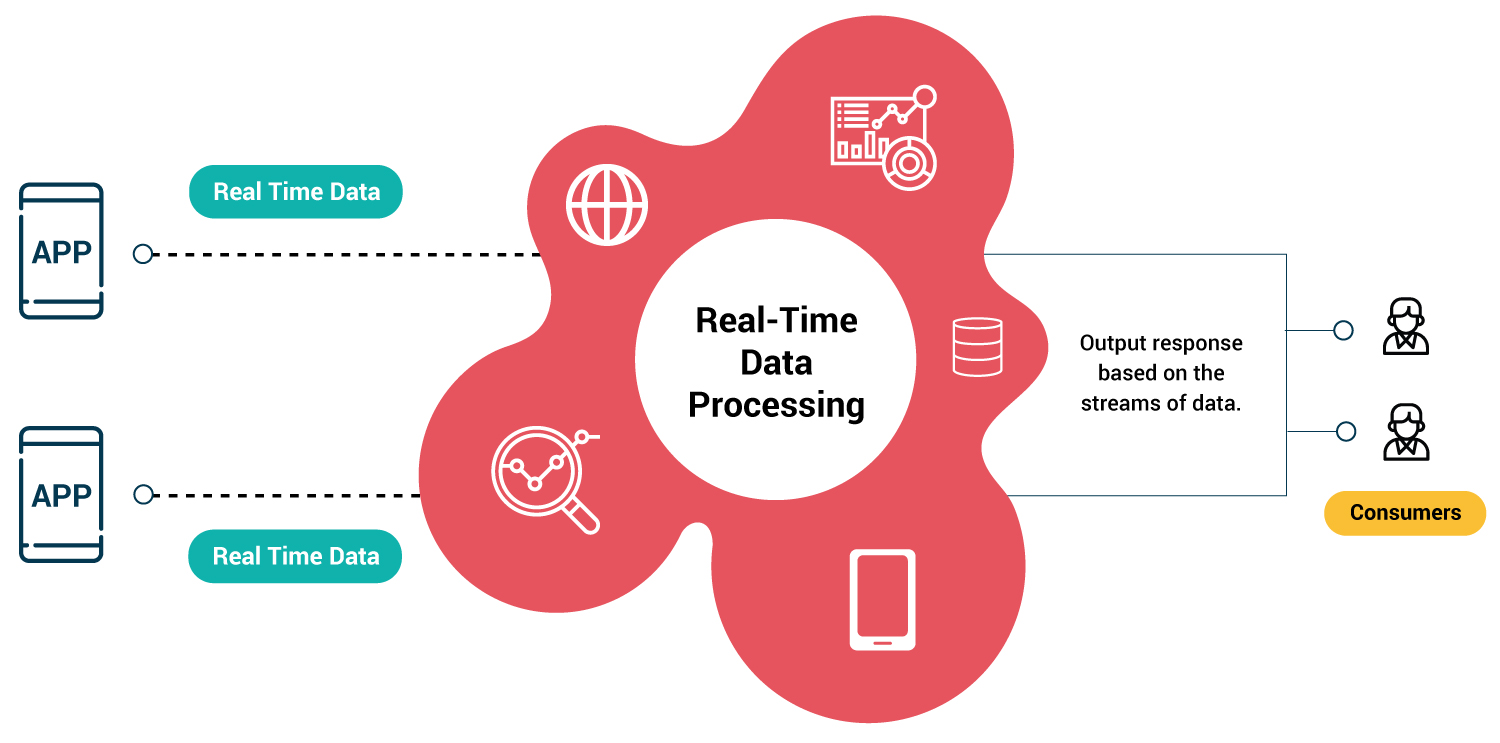 Real Time Data
APP
APP
Real Time Data
Real-Time
Data
Processing
Output response
based on the
streams of data.
Consumers